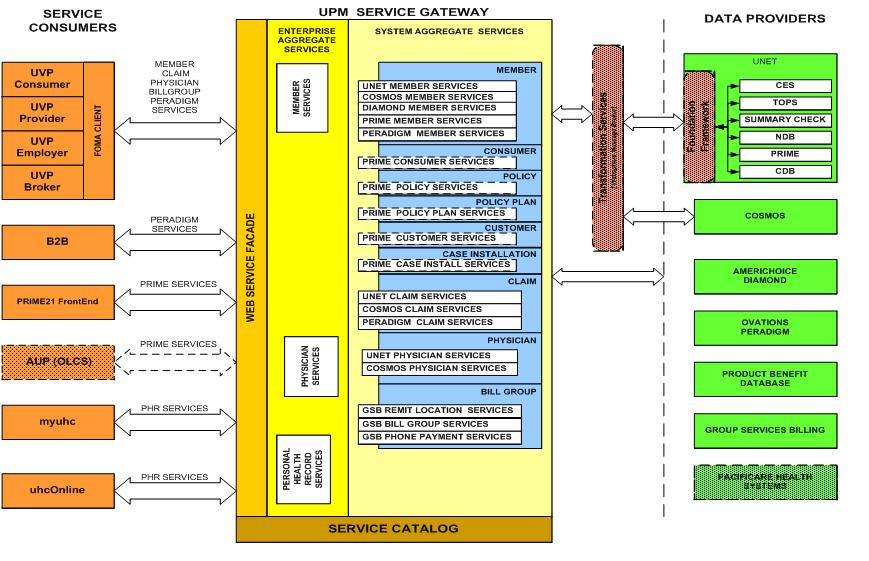 SERVICE
CONSUMERS
UPM SERVICE GATEWAY
DATA PROVIDERS
UVP
Consumer
UVP
Provider
UVP
Employer
UVP
Broker
FOMA CLIENT
B2B
PRIME21 FrontEnd
AUP (OLCS)
myuhc
uhcOnline
MEMBER
CLAIM
PHYSICIAN
BILLGROUP
PERADIGM
SERVICES
PERADIGM
SERVICES
PRIME SERVICES
PRIME SERVICES
PHR SERVICES
PHR SERVICES
WEB SERVICE FACADE
ENTERPRISE
AGGREGATE
SERVICES
MEMBER
SERVICES
PHYSICIAN
SERVICES
PERSONAL
HEALTH
RECORD
SERVICES
SYSTEM AGGREGATE SERVICES
MEMBER
UNET MEMBER SERVICES
COSMOS MEMBER SERVICES
DIAMOND MEMBER SERVICES
PRIME MEMBER SERVICES
PERADIGM MEMBER SERVICES
CONSUMER
PRIME CONSUMER SERVICES
POLICY
PRIME POLICY SERVICES
POLICY PLAN
PRIME POLICY PLAN SERVICES
CUSTOMER
PRIME CUSTOMER SERVICES
CASE INSTALLATION
PRIME CASE INSTALL SERVICES
CLAIM
UNET CLAIM SERVICES
COSMOS CLAIM SERVICES
PERADIGM CLAIM SERVICES
PHYSICIAN
UNET PHYSICIAN SERVICES
COSMOS PHYSICIAN SERVICES
BILL GROUP
GSB REMIT LOCATION SERVICES
GSB BILL GROUP SERVICES
GSB PHONE PAYMENT SERVICES
SERVICE CATALOG
Transformation Services
UNET
Foundation
Framework
CES
TOPS
SUMMARY CHECK
NDB
PRIME
CDB
COSMOS
AMERICHOICE
DIAMOND
OVATIONS
PERADIGM
PRODUCT BENEFIT
DATABASE
GROUP SERVICES BILLING
PACIFICARE HEALTH
SYSTEMS